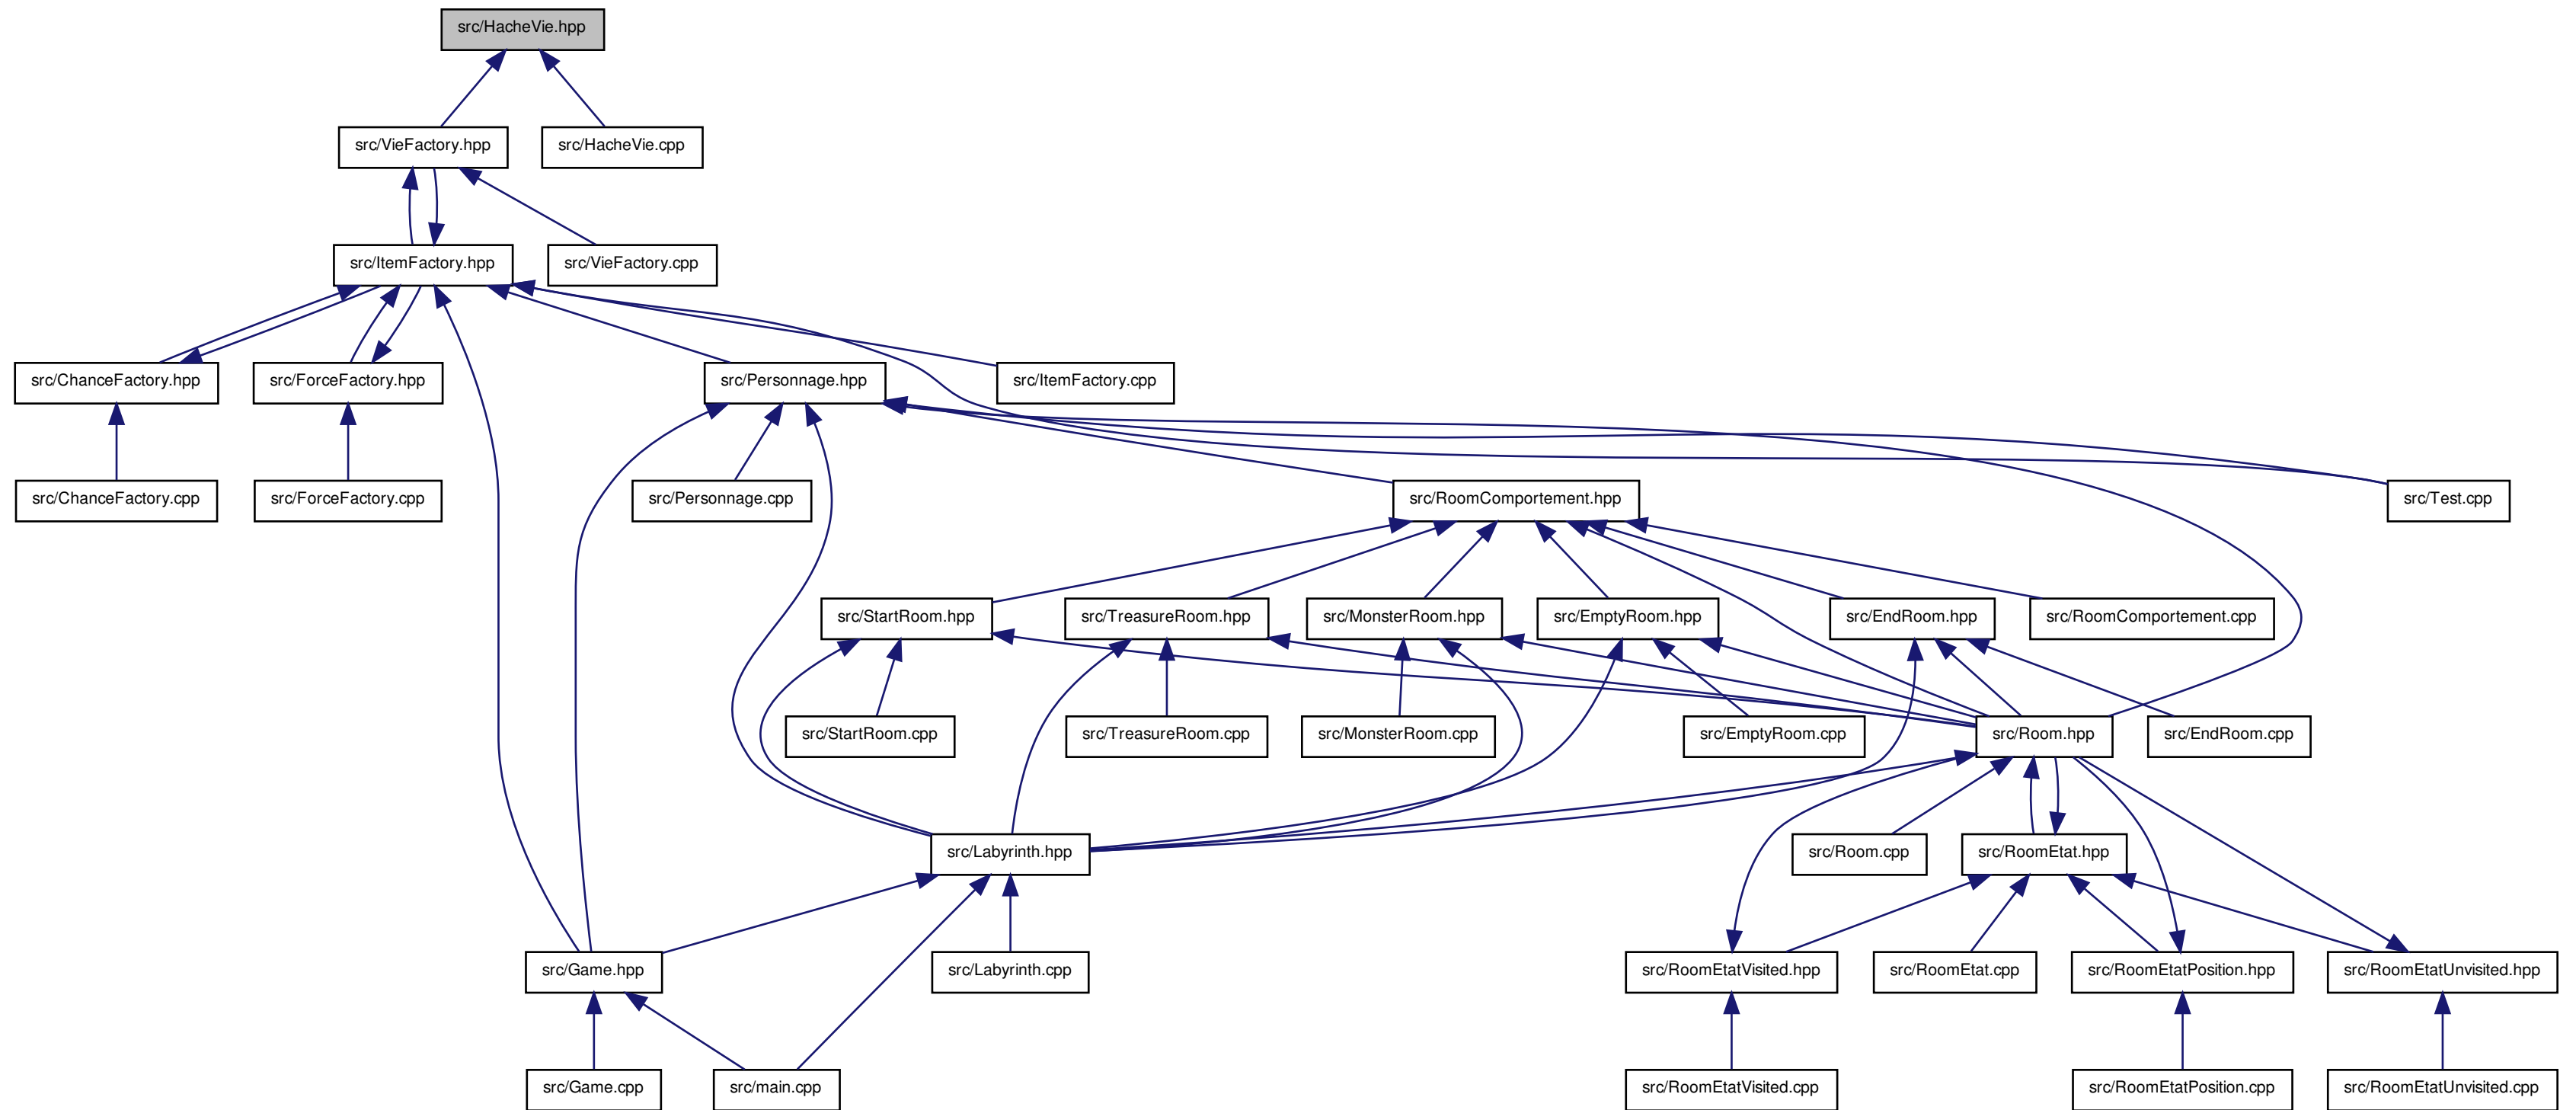 src/HacheVie.hpp
src/VieFactory.hpp
src/HacheVie.cpp
src/ItemFactory.hpp
src/VieFactory.cpp
src/ChanceFactory.hpp
src/ForceFactory.hpp
src/Personnage.hpp
src/ItemFactory.cpp
src/ChanceFactory.cpp
src/ForceFactory.cpp
src/Personnage.cpp
src/RoomComportement.hpp
src/Test.cpp
src/StartRoom.hpp
src/TreasureRoom.hpp
src/MonsterRoom.hpp
src/EmptyRoom.hpp
src/EndRoom.hpp
src/RoomComportement.cpp
src/StartRoom.cpp
src/TreasureRoom.cpp
src/MonsterRoom.cpp
src/EmptyRoom.cpp
src/Room.hpp
src/EndRoom.cpp
src/Labyrinth.hpp
src/Room.cpp
src/RoomEtat.hpp
src/Game.hpp
src/Labyrinth.cpp
src/RoomEtatVisited.hpp
src/RoomEtat.cpp
src/RoomEtatPosition.hpp
src/RoomEtatUnvisited.hpp
src/Game.cpp
src/main.cpp
src/RoomEtatVisited.cpp
src/RoomEtatPosition.cpp
src/RoomEtatUnvisited.cpp